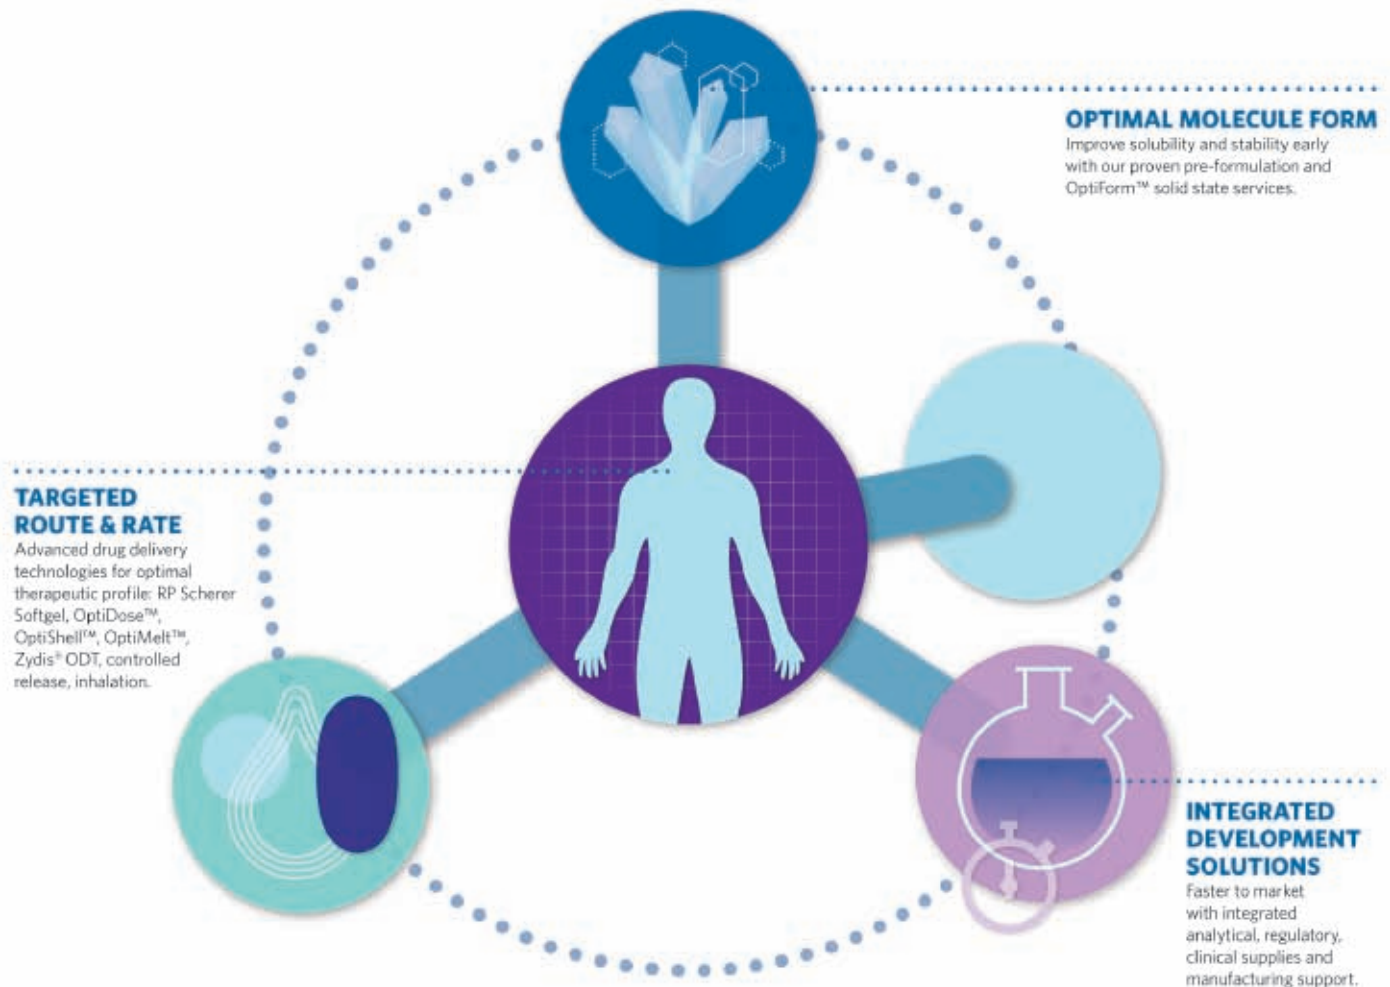 OPTIMAL MOLECULE FORM
Improve solubility and stability early
with our proven pre-formulation and
OptiForm™ solid state services.
TARGETED
ROUTE & RATE
Advanced drug delivery
technologies for optimal
therapeutic profile: RP Scherer
Softgel, OptiDose™,
OptiShell™, OptiMelt™,
Zydis® ODT, controlled
release, inhalation.
INTEGRATED
DEVELOPMENT
SOLUTIONS
Faster to market
with integrated
analytical, regulatory,
clinical supplies and
manufacturing support.